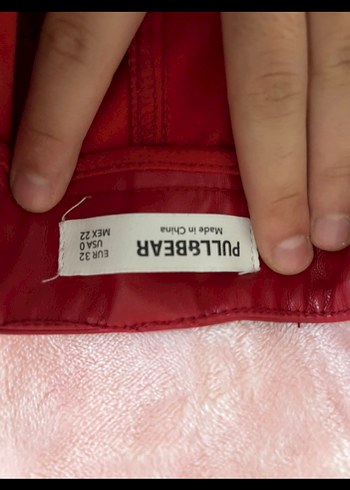 PULL&BEAR
Made in China
EUR 32
USA 0
MEX 22